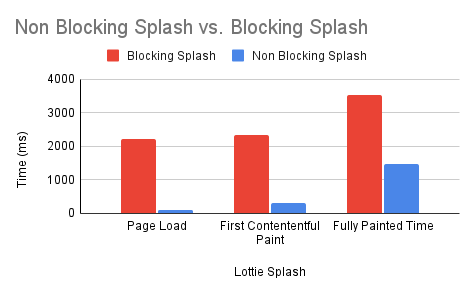 Non Blocking Splash vs. Blocking Splash
Blocking Splash
Non Blocking Splash
4000
3000
2000
1000
0
Time (ms)
Page Load
First Contententful
Paint
Fully Painted Time
Lottie Splash